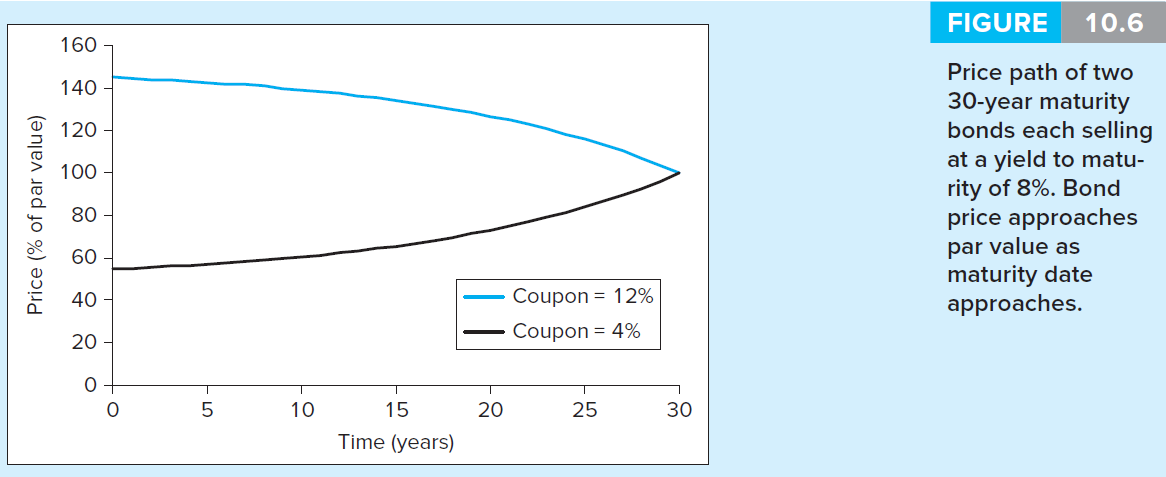 FIGURE 10.6
Price path of two
30-year maturity
bonds each selling
at a yield to matu-
rity of 8%. Bond
price approaches
par value as
maturity date
approaches.
Price (% of par value)
160
140
120
100
80
60
40
20
0
Coupon = 12%
Coupon = 4%
0 5 10 15 20 25 30
Time (years)